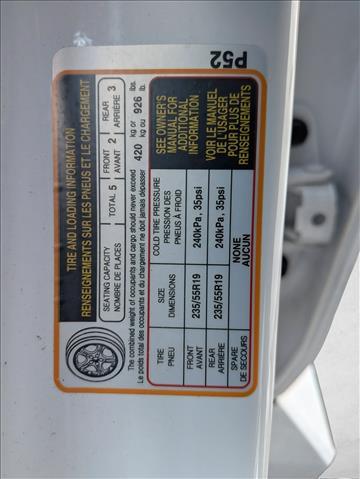 TIRE AND LOADING INFORMATION
RENSEIGNEMENTS SUR LES PNEUS ET LE CHARGEMENT
SEATING CAPACITY
NOMBRE DE PLACES
TOTAL 5
FRONT
AVANT 2
REAR
ARRIÈRE 3
The combined weight of occupants and cargo should never exceed 420 kg or 926 lbs.
Le poids total des occupants et du chargement ne doit jamais dépasser 420 kg ou 926 lb.
TIRE
PNEU
SIZE
DIMENSIONS
COLD TIRE PRESSURE
PRESSION DES
PNEUS À FROID
FRONT
AVANT
235/55R19
240kPa, 35psi
REAR
ARRIÈRE
235/55R19
240kPa, 35psi
SPARE
DE SECOURS
NONE
AUCUN
SEE OWNER'S
MANUAL FOR
ADDITIONAL
INFORMATION
VOIR LE MANUEL
DE L'USAGER
POUR PLUS DE
RENSEIGNEMENTS
P52